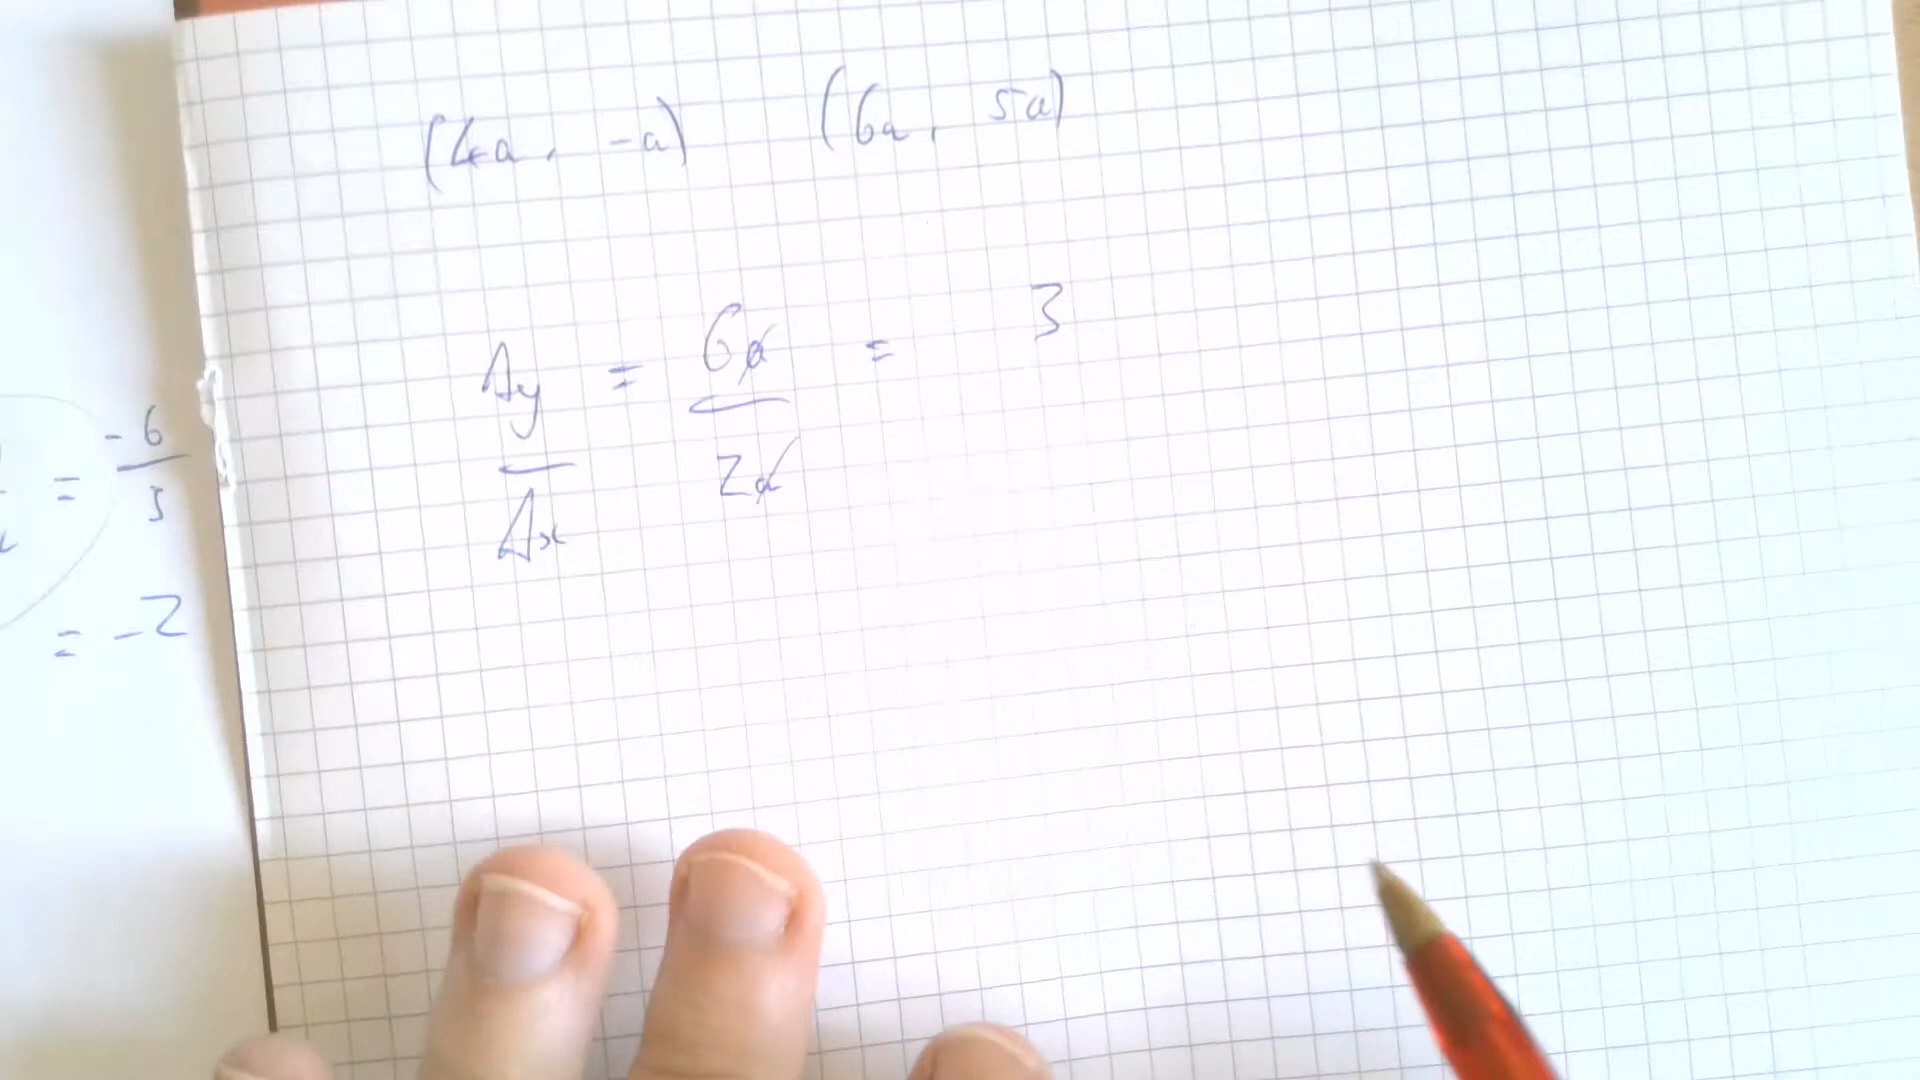 (4a, -a) (6a, 5a)
Δy/Δx = 6a/2a = 3
= -6/3
= -2